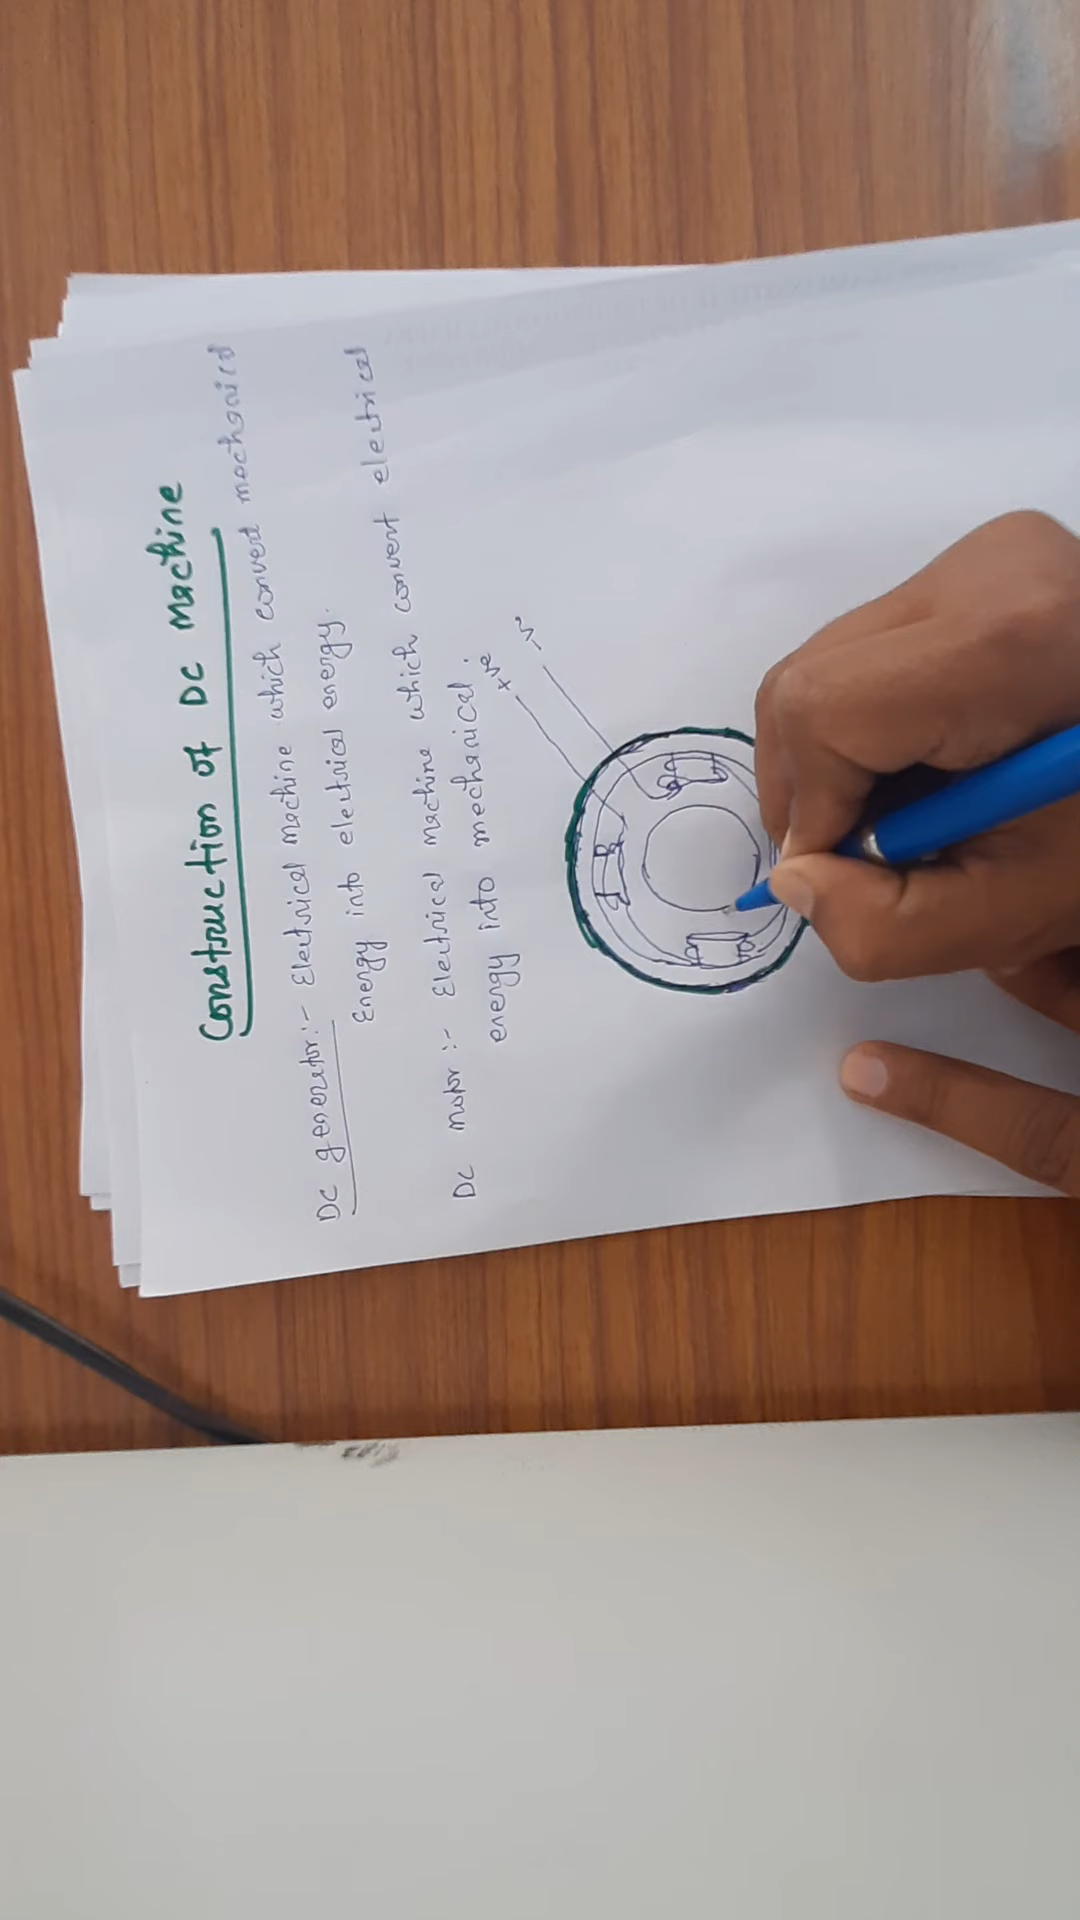 Construction of DC Machine
DC generator:- Electrical machine which convert mechanical
Energy into electrical energy.
DC motor :- Electrical machine which convert electrical
energy into mechanical.
+ve